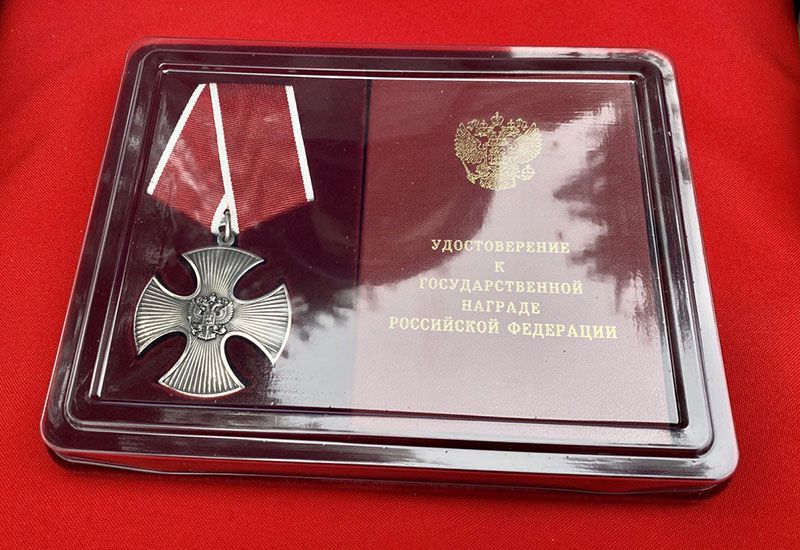 УДОСТОВЕРЕНИЕ
К
ГОСУДАРСТВЕННОЙ
НАГРАДЕ
РОССИЙСКОЙ ФЕДЕРАЦИИ